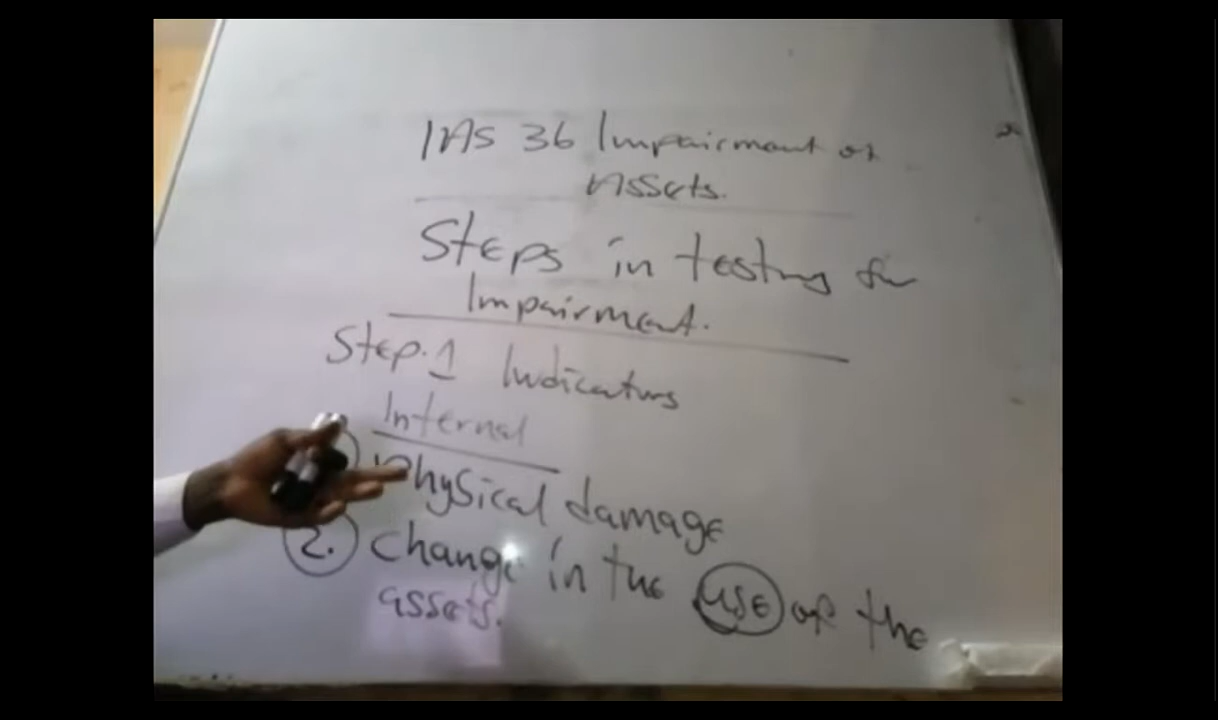 IAS 36 Impairment of
Assets.
Steps in testing for
Impairment.
Step.1 Indicators
Internal
Physical damage
2. Change in the use of the
assets.